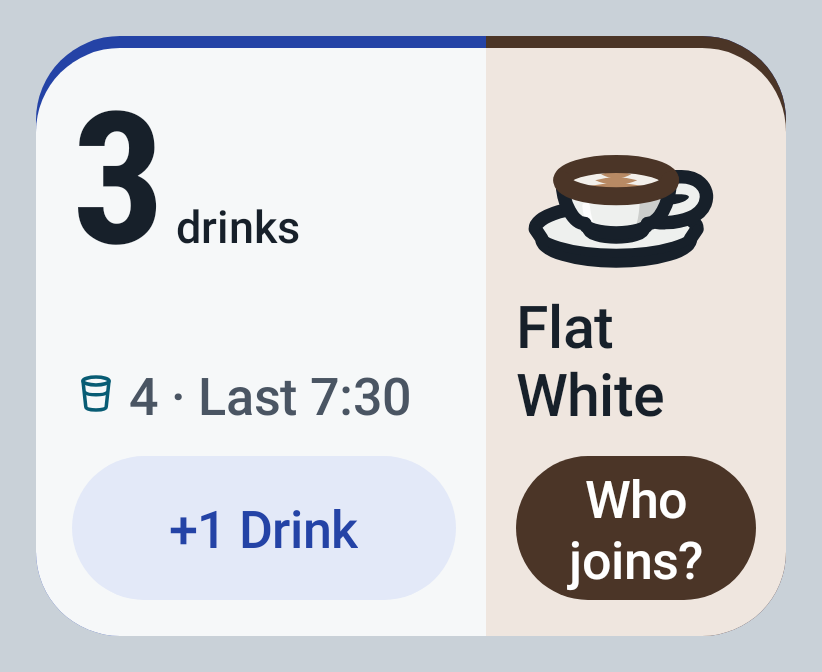 3 drinks
4 · Last 7:30
+1 Drink
Flat
White
Who
joins?